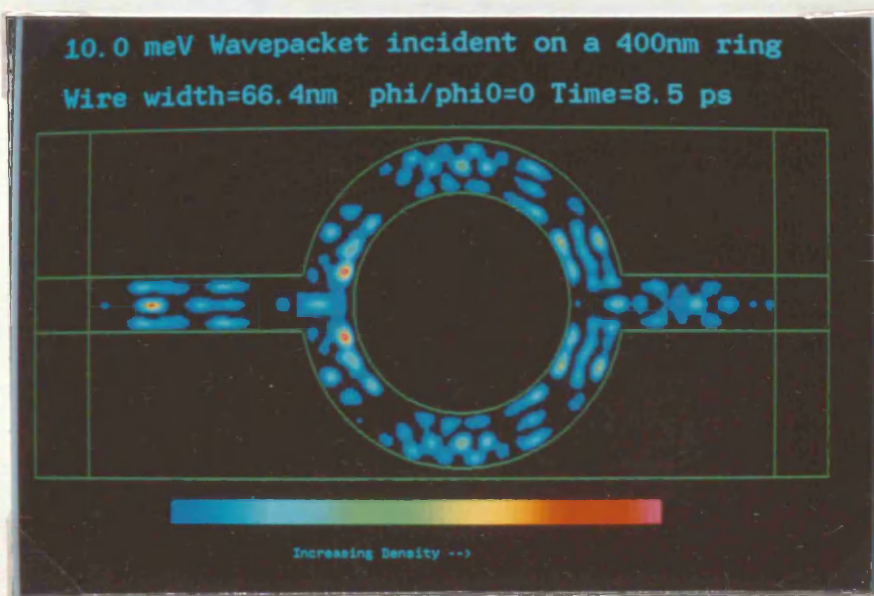 10.0 meV Wavepacket incident on a 400nm ring
Wire width=66.4nm phi/phi0=0 Time=8.5 ps
Increasing Density -->